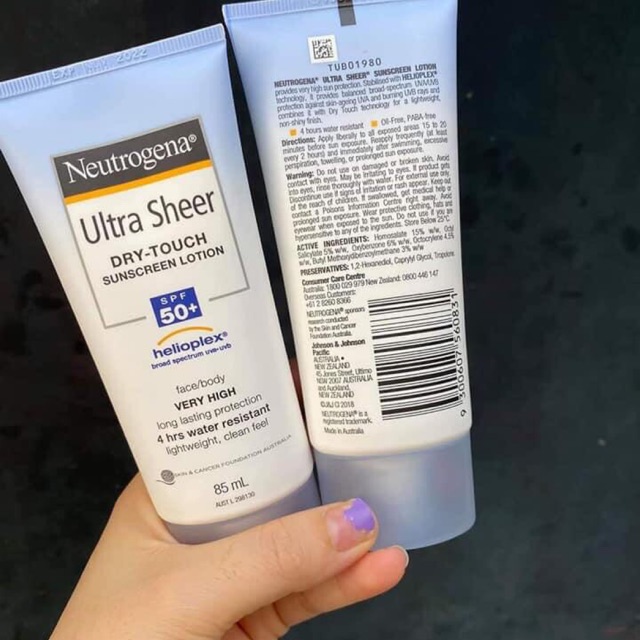 EXP 2022
Neutrogena®
Ultra Sheer
DRY-TOUCH
SUNSCREEN LOTION
SPF
50+
helioplex®
broad spectrum uva-uvb
face/body
VERY HIGH
long lasting protection
4 hrs water resistant
lightweight, clean feel
SKIN & CANCER FOUNDATION AUSTRALIA
85 mL
AUST L 298130
TUB01980
NEUTROGENA® ULTRA SHEER® SUNSCREEN LOTION
provides very high sun protection. Stabilised with HELIOPLEX®
technology, it provides balanced broad-spectrum (UVA/UVB)
protection against skin-ageing UVA and burning UVB rays and
combines it with Dry Touch technology for a lightweight,
non-shiny finish.
4 hours water resistant Oil-Free, PABA-free
Directions: Apply liberally to all exposed areas 15 to 20
minutes before sun exposure. Reapply frequently (at least
every 2 hours) and immediately after swimming, excessive
perspiration, towelling, or prolonged sun exposure.
Warning: Do not use on damaged or broken skin. Avoid
contact with eyes. May be irritating to eyes. If product gets
into eyes, rinse thoroughly with water. For external use only.
Discontinue use if signs of irritation or rash appear. Keep out
of the reach of children. If swallowed, get medical help or
contact a Poisons Information Centre right away. Avoid
prolonged sun exposure. Wear protective clothing, hats and
eyewear when exposed to the sun. Do not use if you are
hypersensitive to any of the ingredients. Store Below 25°C.
ACTIVE INGREDIENTS: Homosalate 15% w/w, Octyl
Salicylate 5% w/w, Oxybenzone 6% w/w, Octocrylene 4.5%
w/w, Butyl Methoxydibenzoylmethane 3% w/w
PRESERVATIVES: 1,2-Hexanediol, Caprylyl Glycol, Tropolone
Consumer Care Centre
Australia: 1800 029 979 New Zealand: 0800 446 147
Overseas Customers:
+61 2 8260 8366
NEUTROGENA® sponsors
research conducted
by the Skin and Cancer
Foundation Australia.
Johnson & Johnson
Pacific
AUSTRALIA •
NEW ZEALAND
45 Jones Street, Ultimo
NSW 2007 AUSTRALIA
and Auckland,
NEW ZEALAND
©J&J 2018
NEUTROGENA® is a
registered trademark.
Made in Australia
9 300607 560831